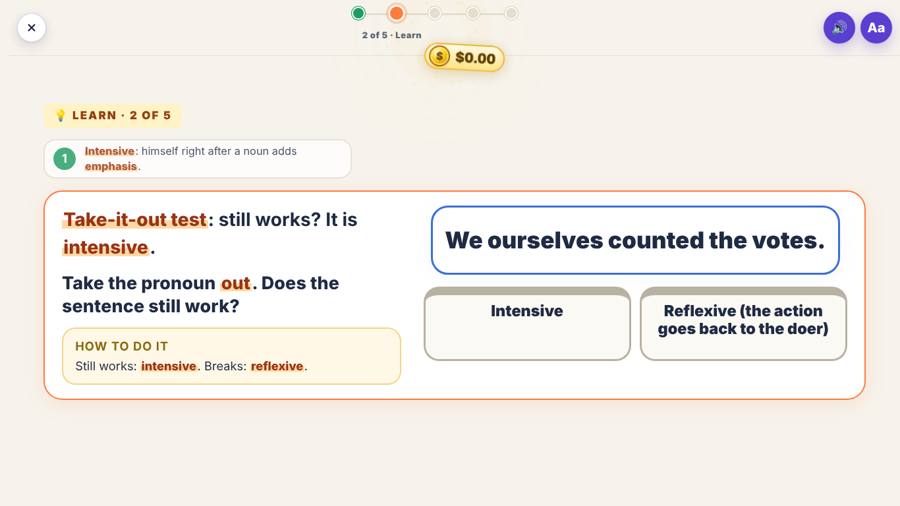 ✕
2 of 5 · Learn
$ $0.00
🔊
Aa
💡 LEARN · 2 OF 5
1
Intensive: himself right after a noun adds
emphasis.
Take-it-out test: still works? It is
intensive.
Take the pronoun out. Does the
sentence still work?
HOW TO DO IT
Still works: intensive. Breaks: reflexive.
We ourselves counted the votes.
Intensive
Reflexive (the action
goes back to the doer)